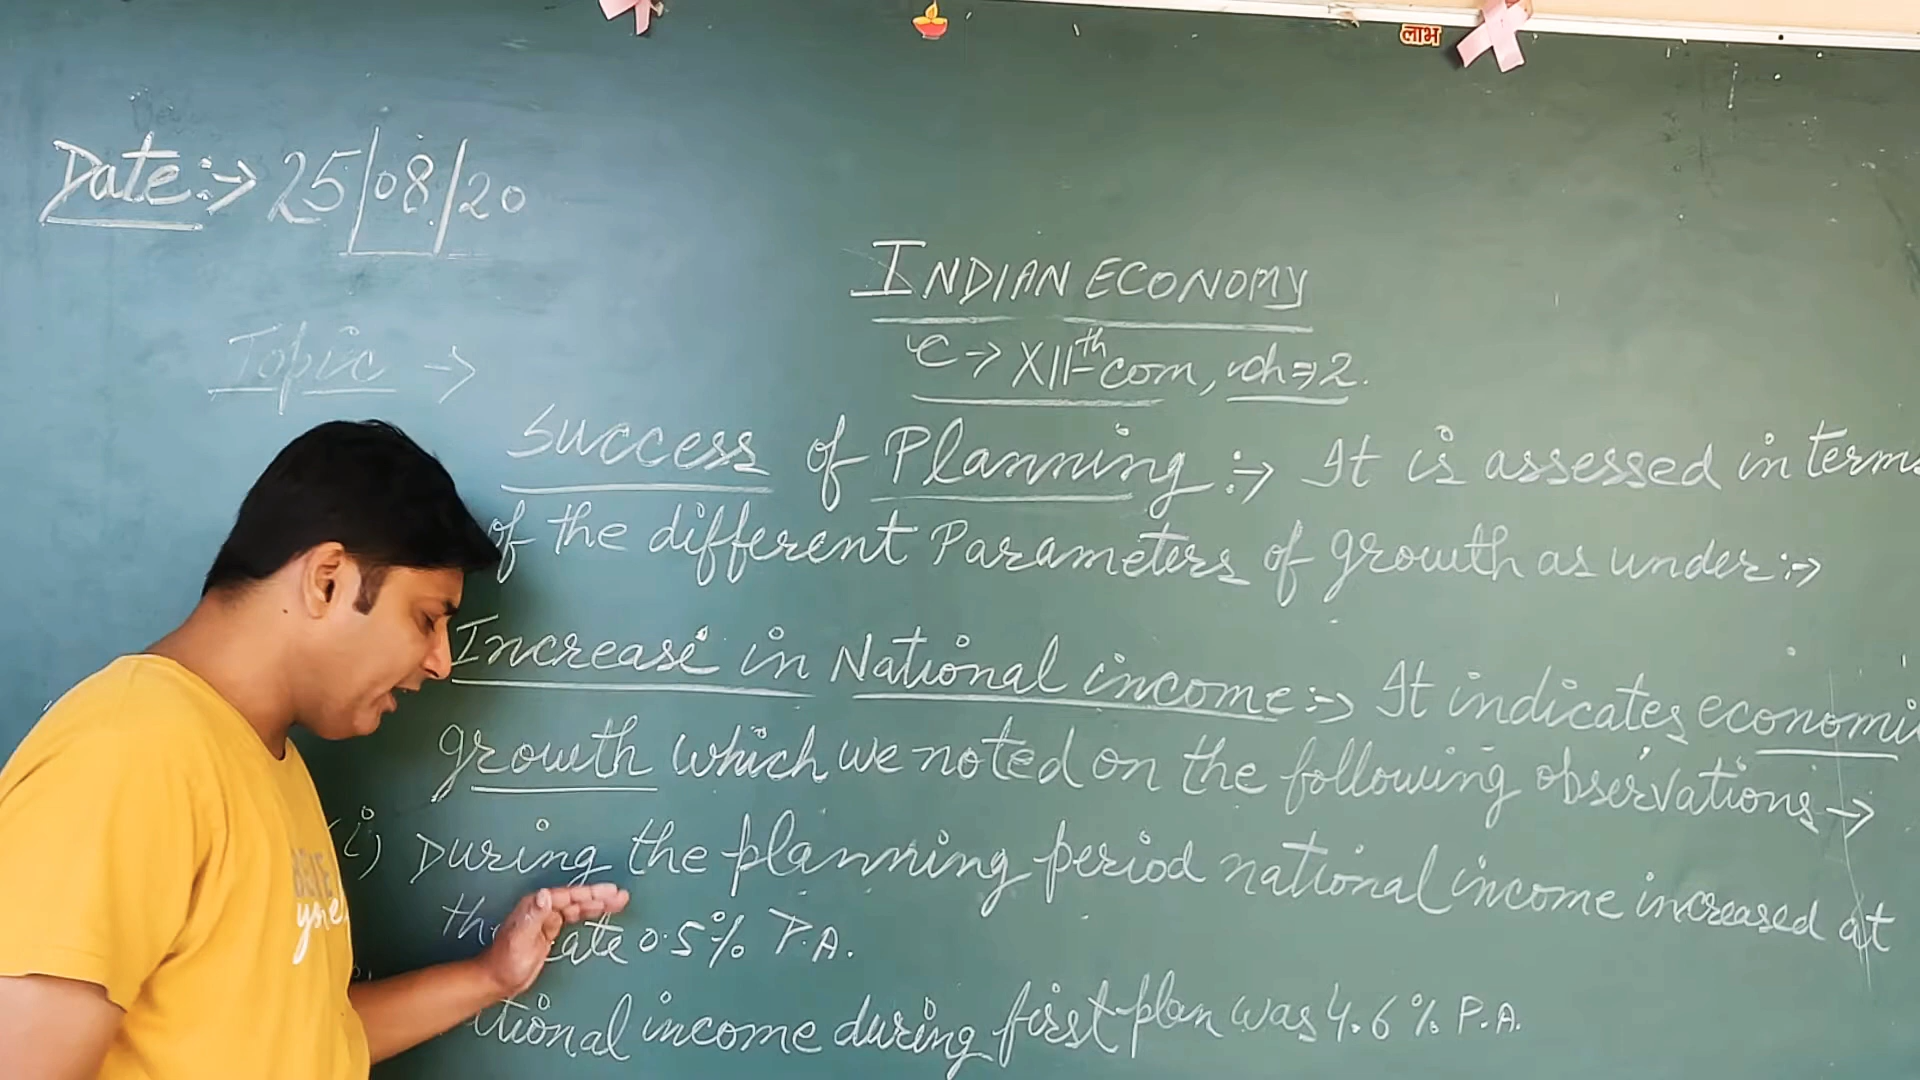 लाभ
Date:→ 25/08/20
INDIAN ECONOMY
Topic →
C → XIIth com, ch ⇒ 2.
Success of Planning :→ It is assessed in terms
of the different Parameters of growth as under :→
Increase in National income :→ It indicates economi
growth which we noted on the following observations →
(i) During the planning period national income increased at
the rate 0.5% P.A.
tional income during first plan was 4.6% P.A.